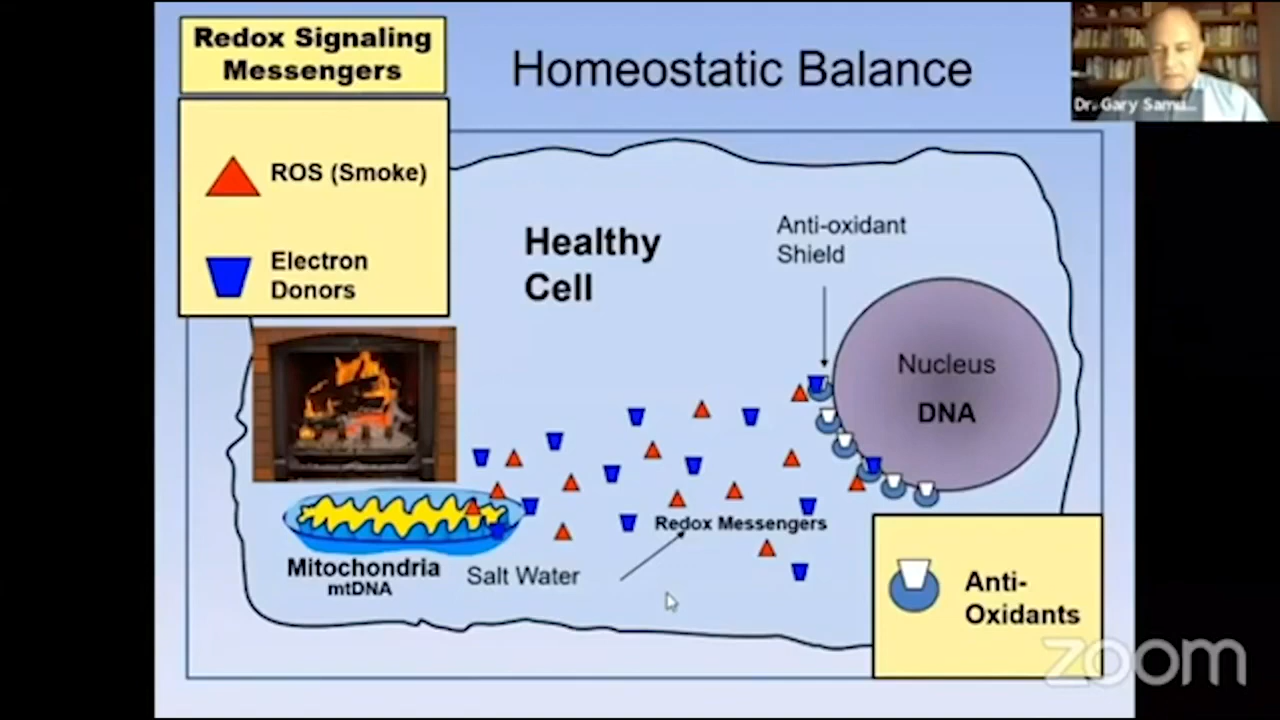 Redox Signaling
Messengers
Homeostatic Balance
Dr. Gary Samu...
ROS (Smoke)
Electron
Donors
Healthy
Cell
Anti-oxidant
Shield
Nucleus
DNA
Redox Messengers
Mitochondria
mtDNA
Salt Water
Anti-
Oxidants
zoom